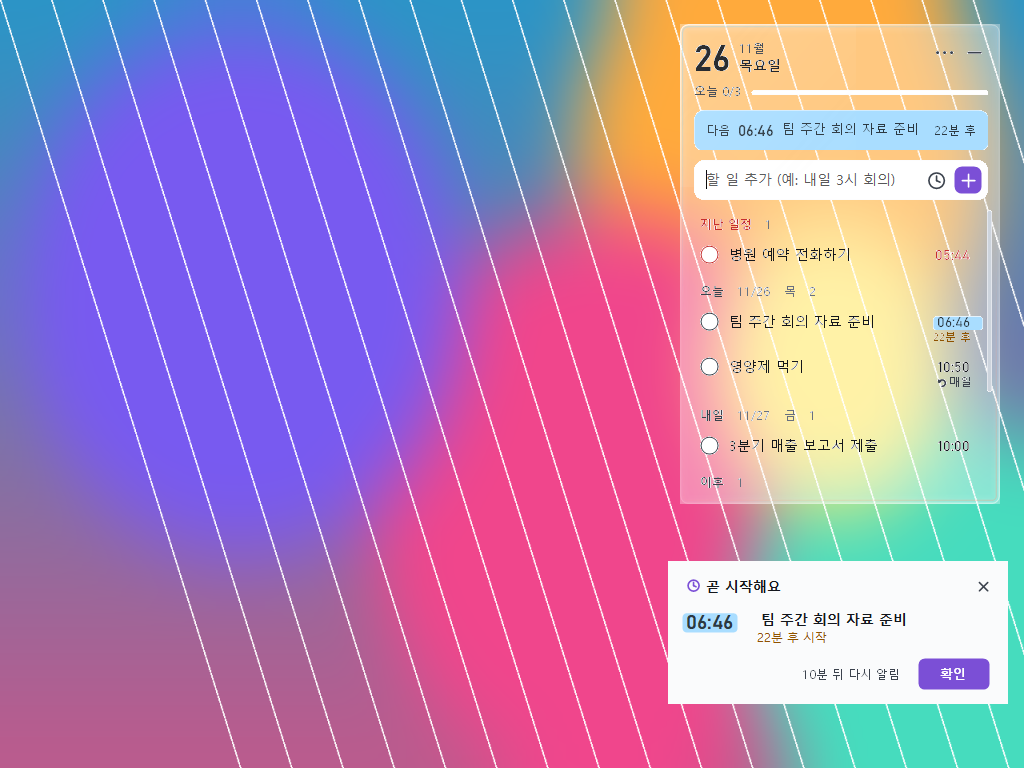 26
11월
목요일
오늘 0/3
다음 06:46 팀 주간 회의 자료 준비 22분 후
할 일 추가 (예: 내일 3시 회의)
지난 일정 1
병원 예약 전화하기 05:44
오늘 11/26 목 2
팀 주간 회의 자료 준비 06:46
22분 후
영양제 먹기 10:50
매일
내일 11/27 금 1
3분기 매출 보고서 제출 10:00
이후 1
곧 시작해요
06:46 팀 주간 회의 자료 준비
22분 후 시작
10분 뒤 다시 알림 확인